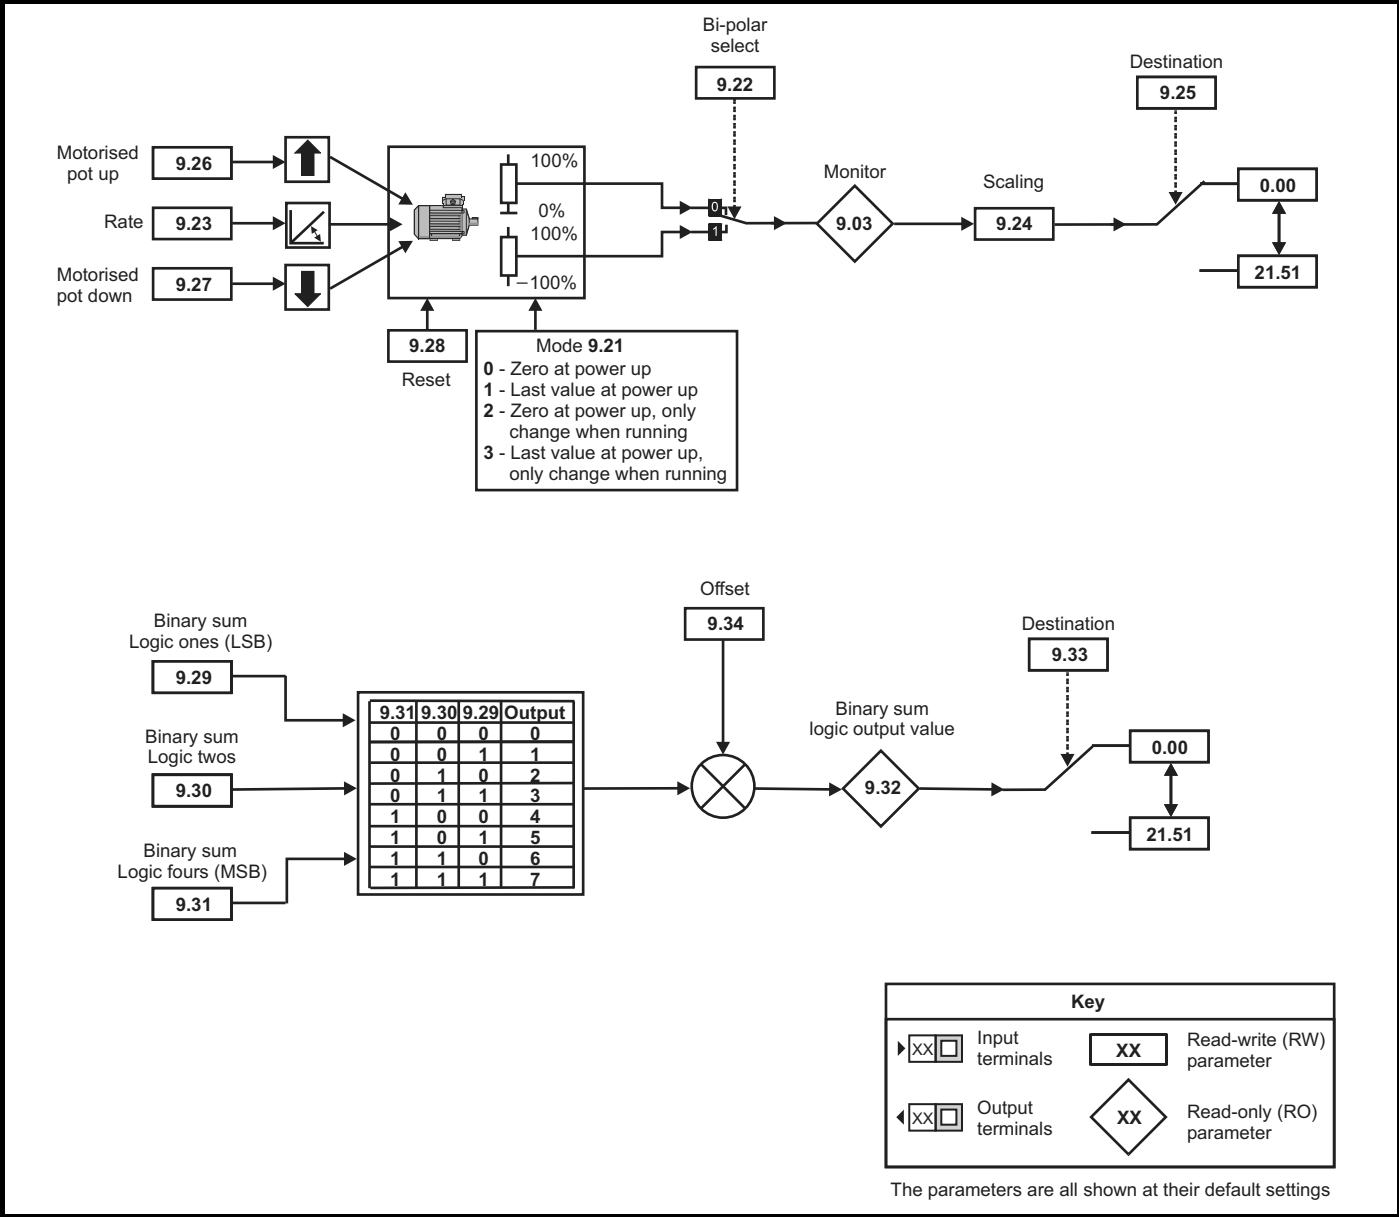 Bi-polar
select
9.22
Destination
9.25
Motorised
pot up
9.26
Rate
9.23
Motorised
pot down
9.27
100%
0%
100%
–100%
0
1
Monitor
9.03
Scaling
9.24
0.00
21.51
9.28
Reset
Mode 9.21
0 - Zero at power up
1 - Last value at power up
2 - Zero at power up, only
change when running
3 - Last value at power up,
only change when running
Binary sum
Logic ones (LSB)
9.29
Binary sum
Logic twos
9.30
Binary sum
Logic fours (MSB)
9.31
9.31 9.30 9.29 Output
0 0 0 0
0 0 1 1
0 1 0 2
0 1 1 3
1 0 0 4
1 0 1 5
1 1 0 6
1 1 1 7
Offset
9.34
Binary sum
logic output value
9.32
Destination
9.33
0.00
21.51
Key
XX
Input
terminals
XX
Read-write (RW)
parameter
XX
Output
terminals
XX
Read-only (RO)
parameter
The parameters are all shown at their default settings